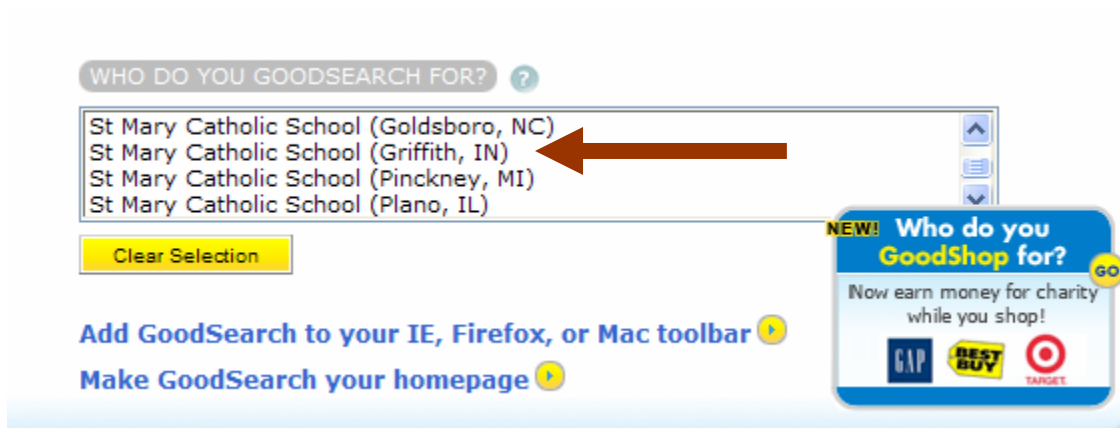 WHO DO YOU GOODSEARCH FOR? ?
St Mary Catholic School (Goldsboro, NC)
St Mary Catholic School (Griffith, IN)
St Mary Catholic School (Pinckney, MI)
St Mary Catholic School (Plano, IL)
Clear Selection
NEW! Who do you
GoodShop for?
GO
Now earn money for charity
while you shop!
GAP
BEST
BUY
TARGET
Add GoodSearch to your IE, Firefox, or Mac toolbar
Make GoodSearch your homepage